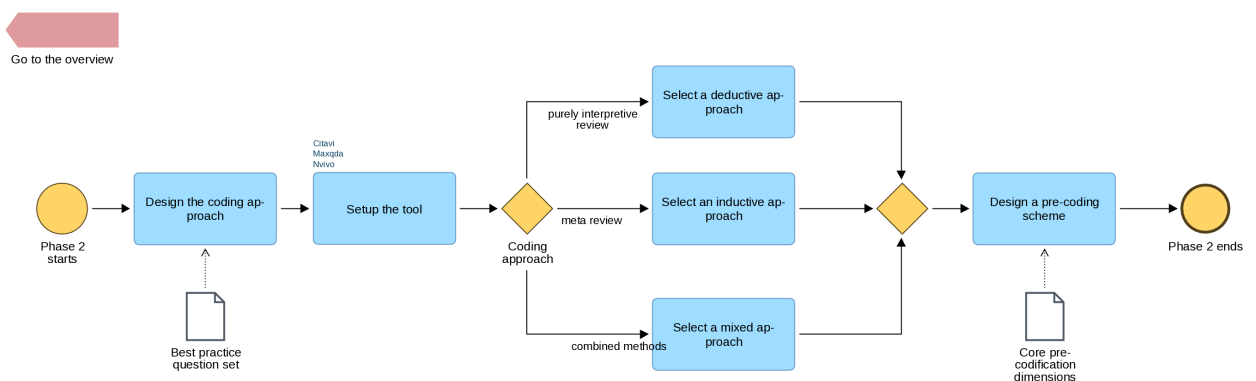 Go to the overview
Phase 2
starts
Design the coding ap-
proach
Best practice
question set
Citavi
Maxqda
Nvivo
Setup the tool
Coding
approach
purely interpretive
review
meta review
combined methods
Select a deductive ap-
proach
Select an inductive ap-
proach
Select a mixed ap-
proach
Design a pre-coding
scheme
Core pre-
codification
dimensions
Phase 2 ends